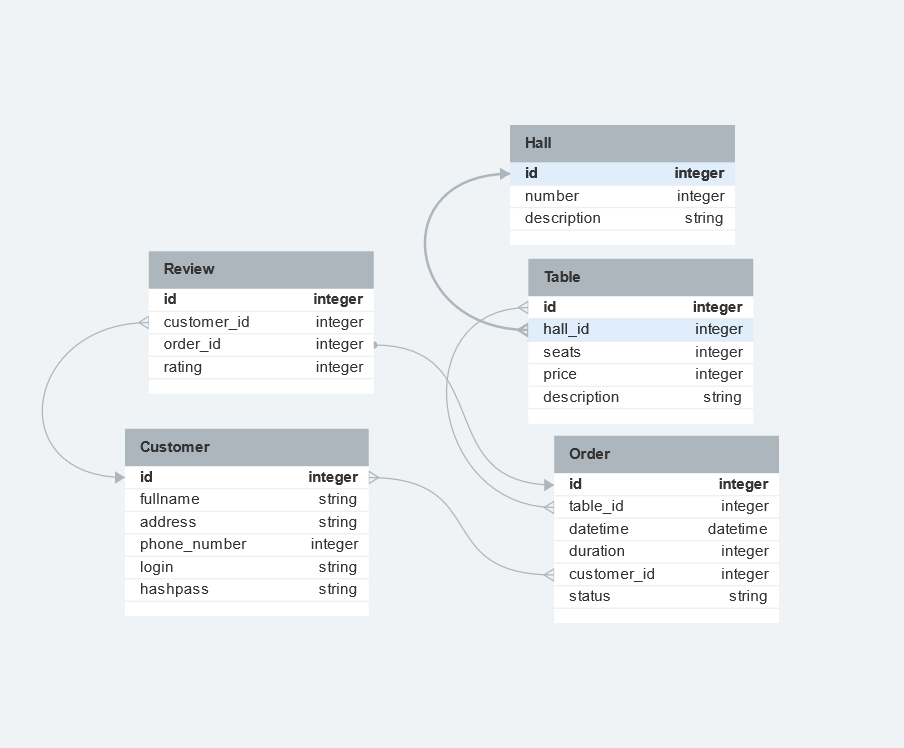 Hall
id integer
number integer
description string
Review
id integer
customer_id integer
order_id integer
rating integer
Table
id integer
hall_id integer
seats integer
price integer
description string
Customer
id integer
fullname string
address string
phone_number integer
login string
hashpass string
Order
id integer
table_id integer
datetime datetime
duration integer
customer_id integer
status string